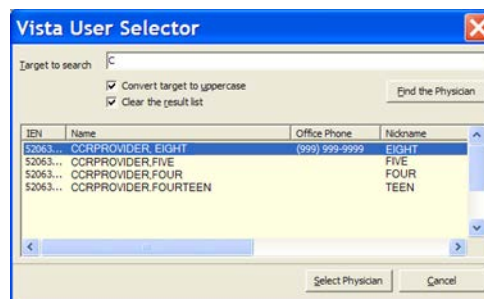 Vista User Selector
Target to search C
Convert target to uppercase
Clear the result list
Find the Physician
IEN Name Office Phone Nickname
52063... CCRPROVIDER, EIGHT (999) 999-9999 EIGHT
52063... CCRPROVIDER,FIVE FIVE
52063... CCRPROVIDER,FOUR FOUR
52063... CCRPROVIDER.FOURTEEN TEEN
Select Physician Cancel